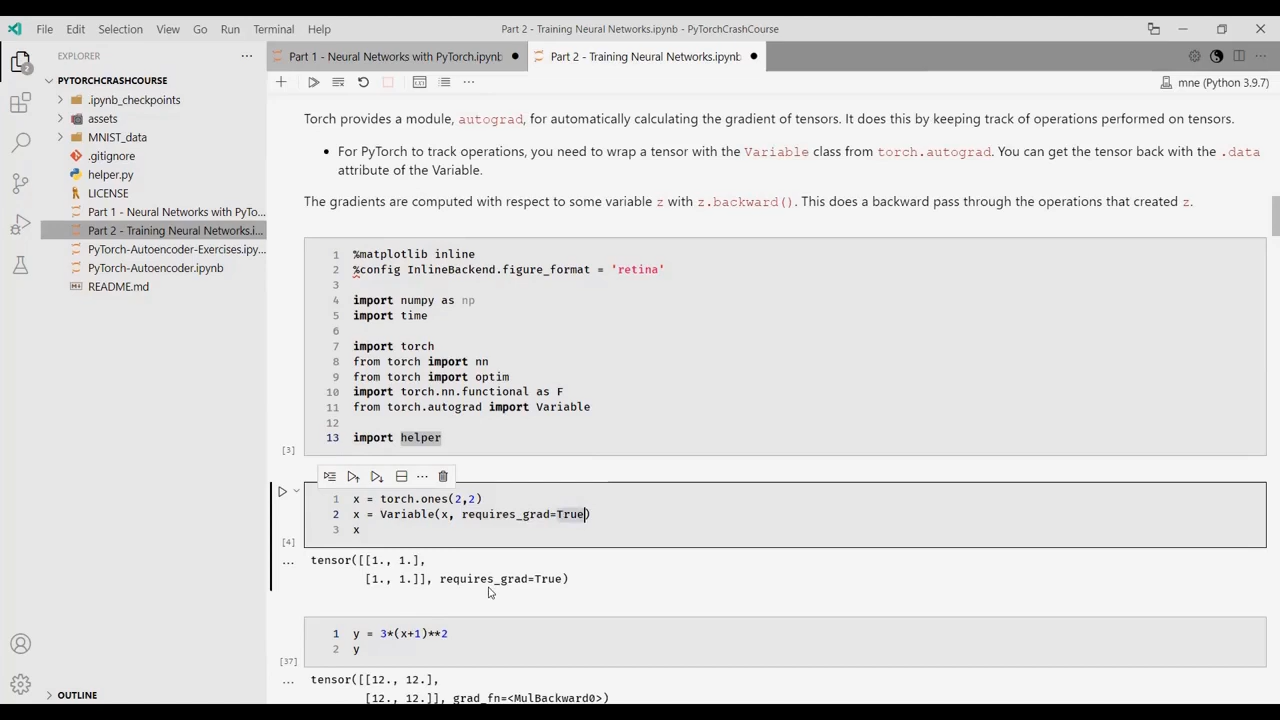 File Edit Selection View Go Run Terminal Help Part 2 - Training Neural Networks.ipynb - PyTorchCrashCourse
EXPLORER
Part 1 - Neural Networks with PyTorch.ipynb
Part 2 - Training Neural Networks.ipynb
PYTORCHCRASHCOURSE
mne (Python 3.9.7)
.ipynb_checkpoints
assets
MNIST_data
.gitignore
helper.py
LICENSE
Part 1 - Neural Networks with PyTo...
Part 2 - Training Neural Networks.i...
PyTorch-Autoencoder-Exercises.ipy...
PyTorch-Autoencoder.ipynb
README.md
OUTLINE
Torch provides a module, autograd, for automatically calculating the gradient of tensors. It does this by keeping track of operations performed on tensors.
• For PyTorch to track operations, you need to wrap a tensor with the Variable class from torch.autograd. You can get the tensor back with the .data
attribute of the Variable.
The gradients are computed with respect to some variable z with z.backward(). This does a backward pass through the operations that created z.
1 %matplotlib inline
2 %config InlineBackend.figure_format = 'retina'
3
4 import numpy as np
5 import time
6
7 import torch
8 from torch import nn
9 from torch import optim
10 import torch.nn.functional as F
11 from torch.autograd import Variable
12
13 import helper
[3]
1 x = torch.ones(2,2)
2 x = Variable(x, requires_grad=True)
3 x
[4]
... tensor([[1., 1.],
[1., 1.]], requires_grad=True)
1 y = 3*(x+1)**2
2 y
[37]
... tensor([[12., 12.],
[12., 12.]], grad_fn=<MulBackward0>)